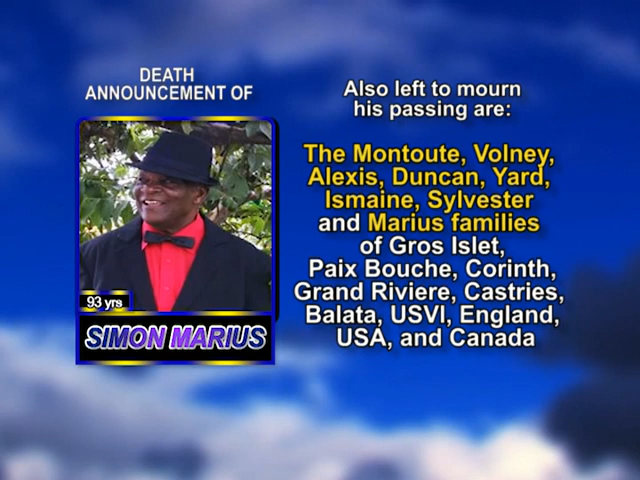 DEATH
ANNOUNCEMENT OF
93 yrs
SIMON MARIUS
Also left to mourn
his passing are:
The Montoute, Volney,
Alexis, Duncan, Yard,
Ismaine, Sylvester
and Marius families
of Gros Islet,
Paix Bouche, Corinth,
Grand Riviere, Castries,
Balata, USVI, England,
USA, and Canada